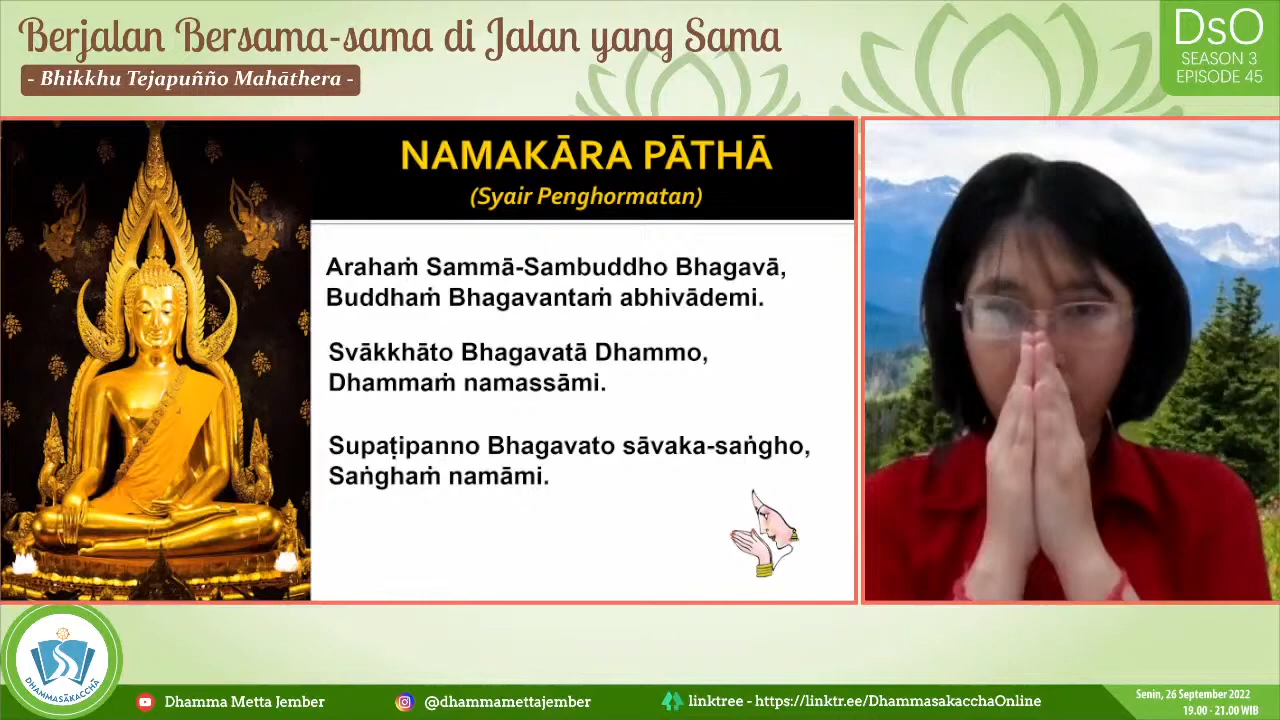 Berjalan Bersama-sama di Jalan yang Sama
- Bhikkhu Tejapuñño Mahāthera -
DsO
SEASON 3
EPISODE 45
NAMAKĀRA PĀṬHĀ
(Syair Penghormatan)
Arahaṁ Sammā-Sambuddho Bhagavā,
Buddhaṁ Bhagavantaṁ abhivādemi.
Svākkhāto Bhagavatā Dhammo,
Dhammaṁ namassāmi.
Supaṭipanno Bhagavato sāvaka-saṅgho,
Saṅghaṁ namāmi.
DHAMMASĀKACCHĀ
Dhamma Metta Jember
@dhammamettajember
linktree - https://linktr.ee/DhammasakacchaOnline
Senin, 26 September 2022
19.00 - 21.00 WIB